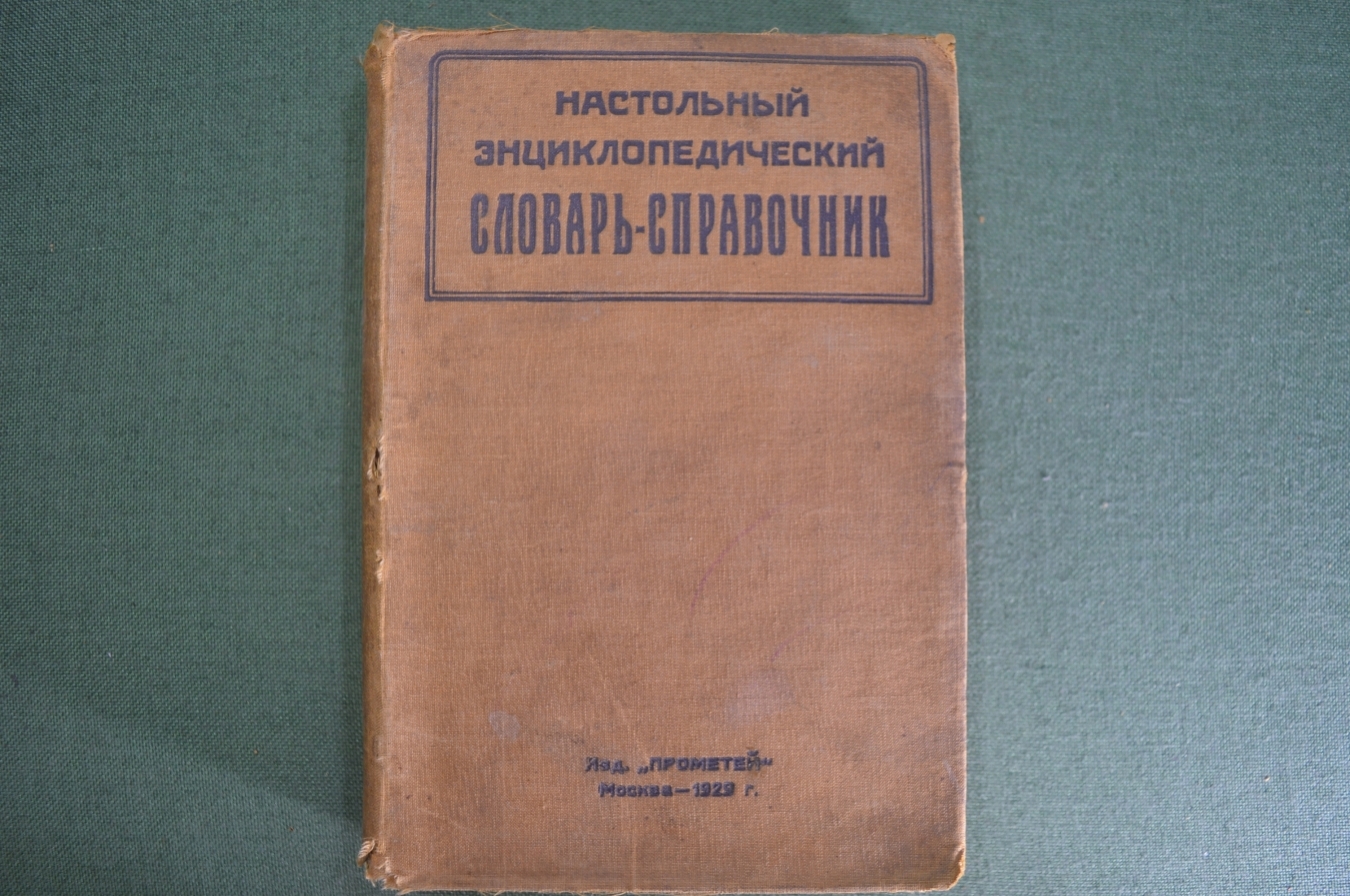 НАСТОЛЬНЫЙ
ЭНЦИКЛОПЕДИЧЕСКИЙ
СЛОВАРЬ-СПРАВОЧНИК
Изд. „ПРОМЕТЕЙ“
Москва—1929 г.